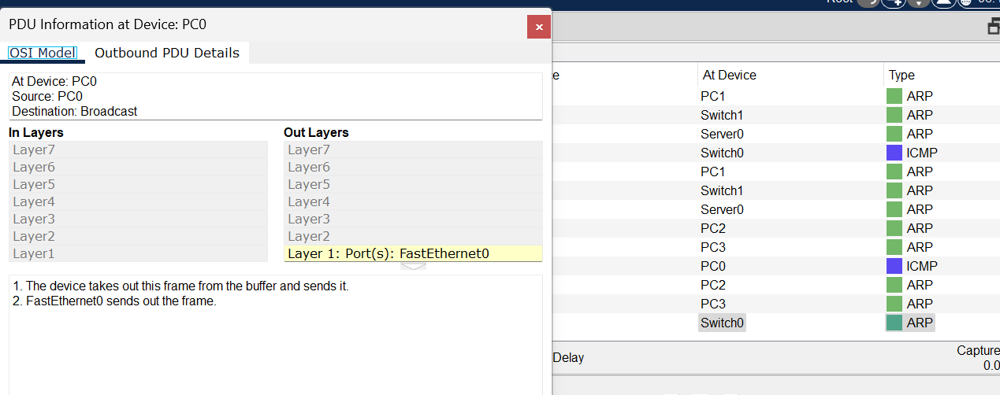 PDU Information at Device: PC0
OSI Model Outbound PDU Details
At Device: PC0
Source: PC0
Destination: Broadcast
In Layers Out Layers
Layer7 Layer7
Layer6 Layer6
Layer5 Layer5
Layer4 Layer4
Layer3 Layer3
Layer2 Layer2
Layer1 Layer 1: Port(s): FastEthernet0
1. The device takes out this frame from the buffer and sends it.
2. FastEthernet0 sends out the frame.
At Device Type
PC1 ARP
Switch1 ARP
Server0 ARP
Switch0 ICMP
PC1 ARP
Switch1 ARP
Server0 ARP
PC2 ARP
PC3 ARP
PC0 ICMP
PC2 ARP
PC3 ARP
Switch0 ARP
Delay Capture
0.0